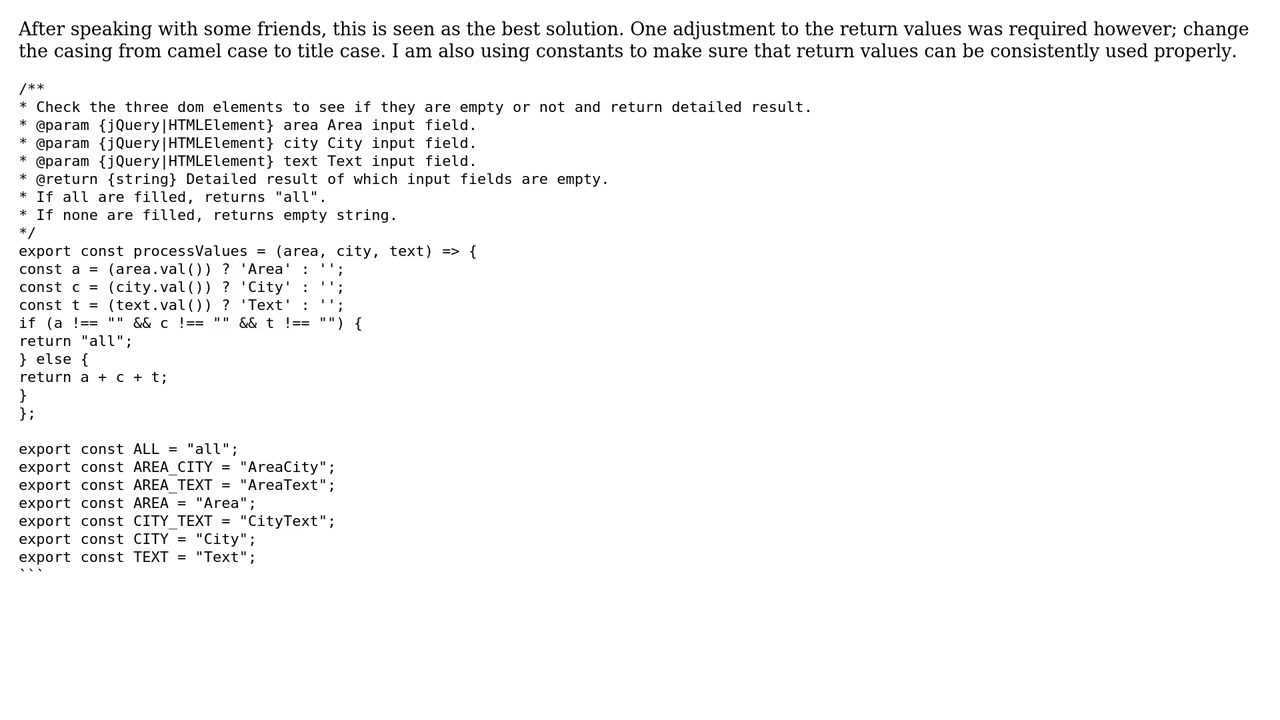 After speaking with some friends, this is seen as the best solution. One adjustment to the return values was required however; change
the casing from camel case to title case. I am also using constants to make sure that return values can be consistently used properly.
/**
* Check the three dom elements to see if they are empty or not and return detailed result.
* @param {jQuery|HTMLElement} area Area input field.
* @param {jQuery|HTMLElement} city City input field.
* @param {jQuery|HTMLElement} text Text input field.
* @return {string} Detailed result of which input fields are empty.
* If all are filled, returns "all".
* If none are filled, returns empty string.
*/
export const processValues = (area, city, text) => {
const a = (area.val()) ? 'Area' : '';
const c = (city.val()) ? 'City' : '';
const t = (text.val()) ? 'Text' : '';
if (a !== "" && c !== "" && t !== "") {
return "all";
} else {
return a + c + t;
}
};
export const ALL = "all";
export const AREA_CITY = "AreaCity";
export const AREA_TEXT = "AreaText";
export const AREA = "Area";
export const CITY_TEXT = "CityText";
export const CITY = "City";
export const TEXT = "Text";
```